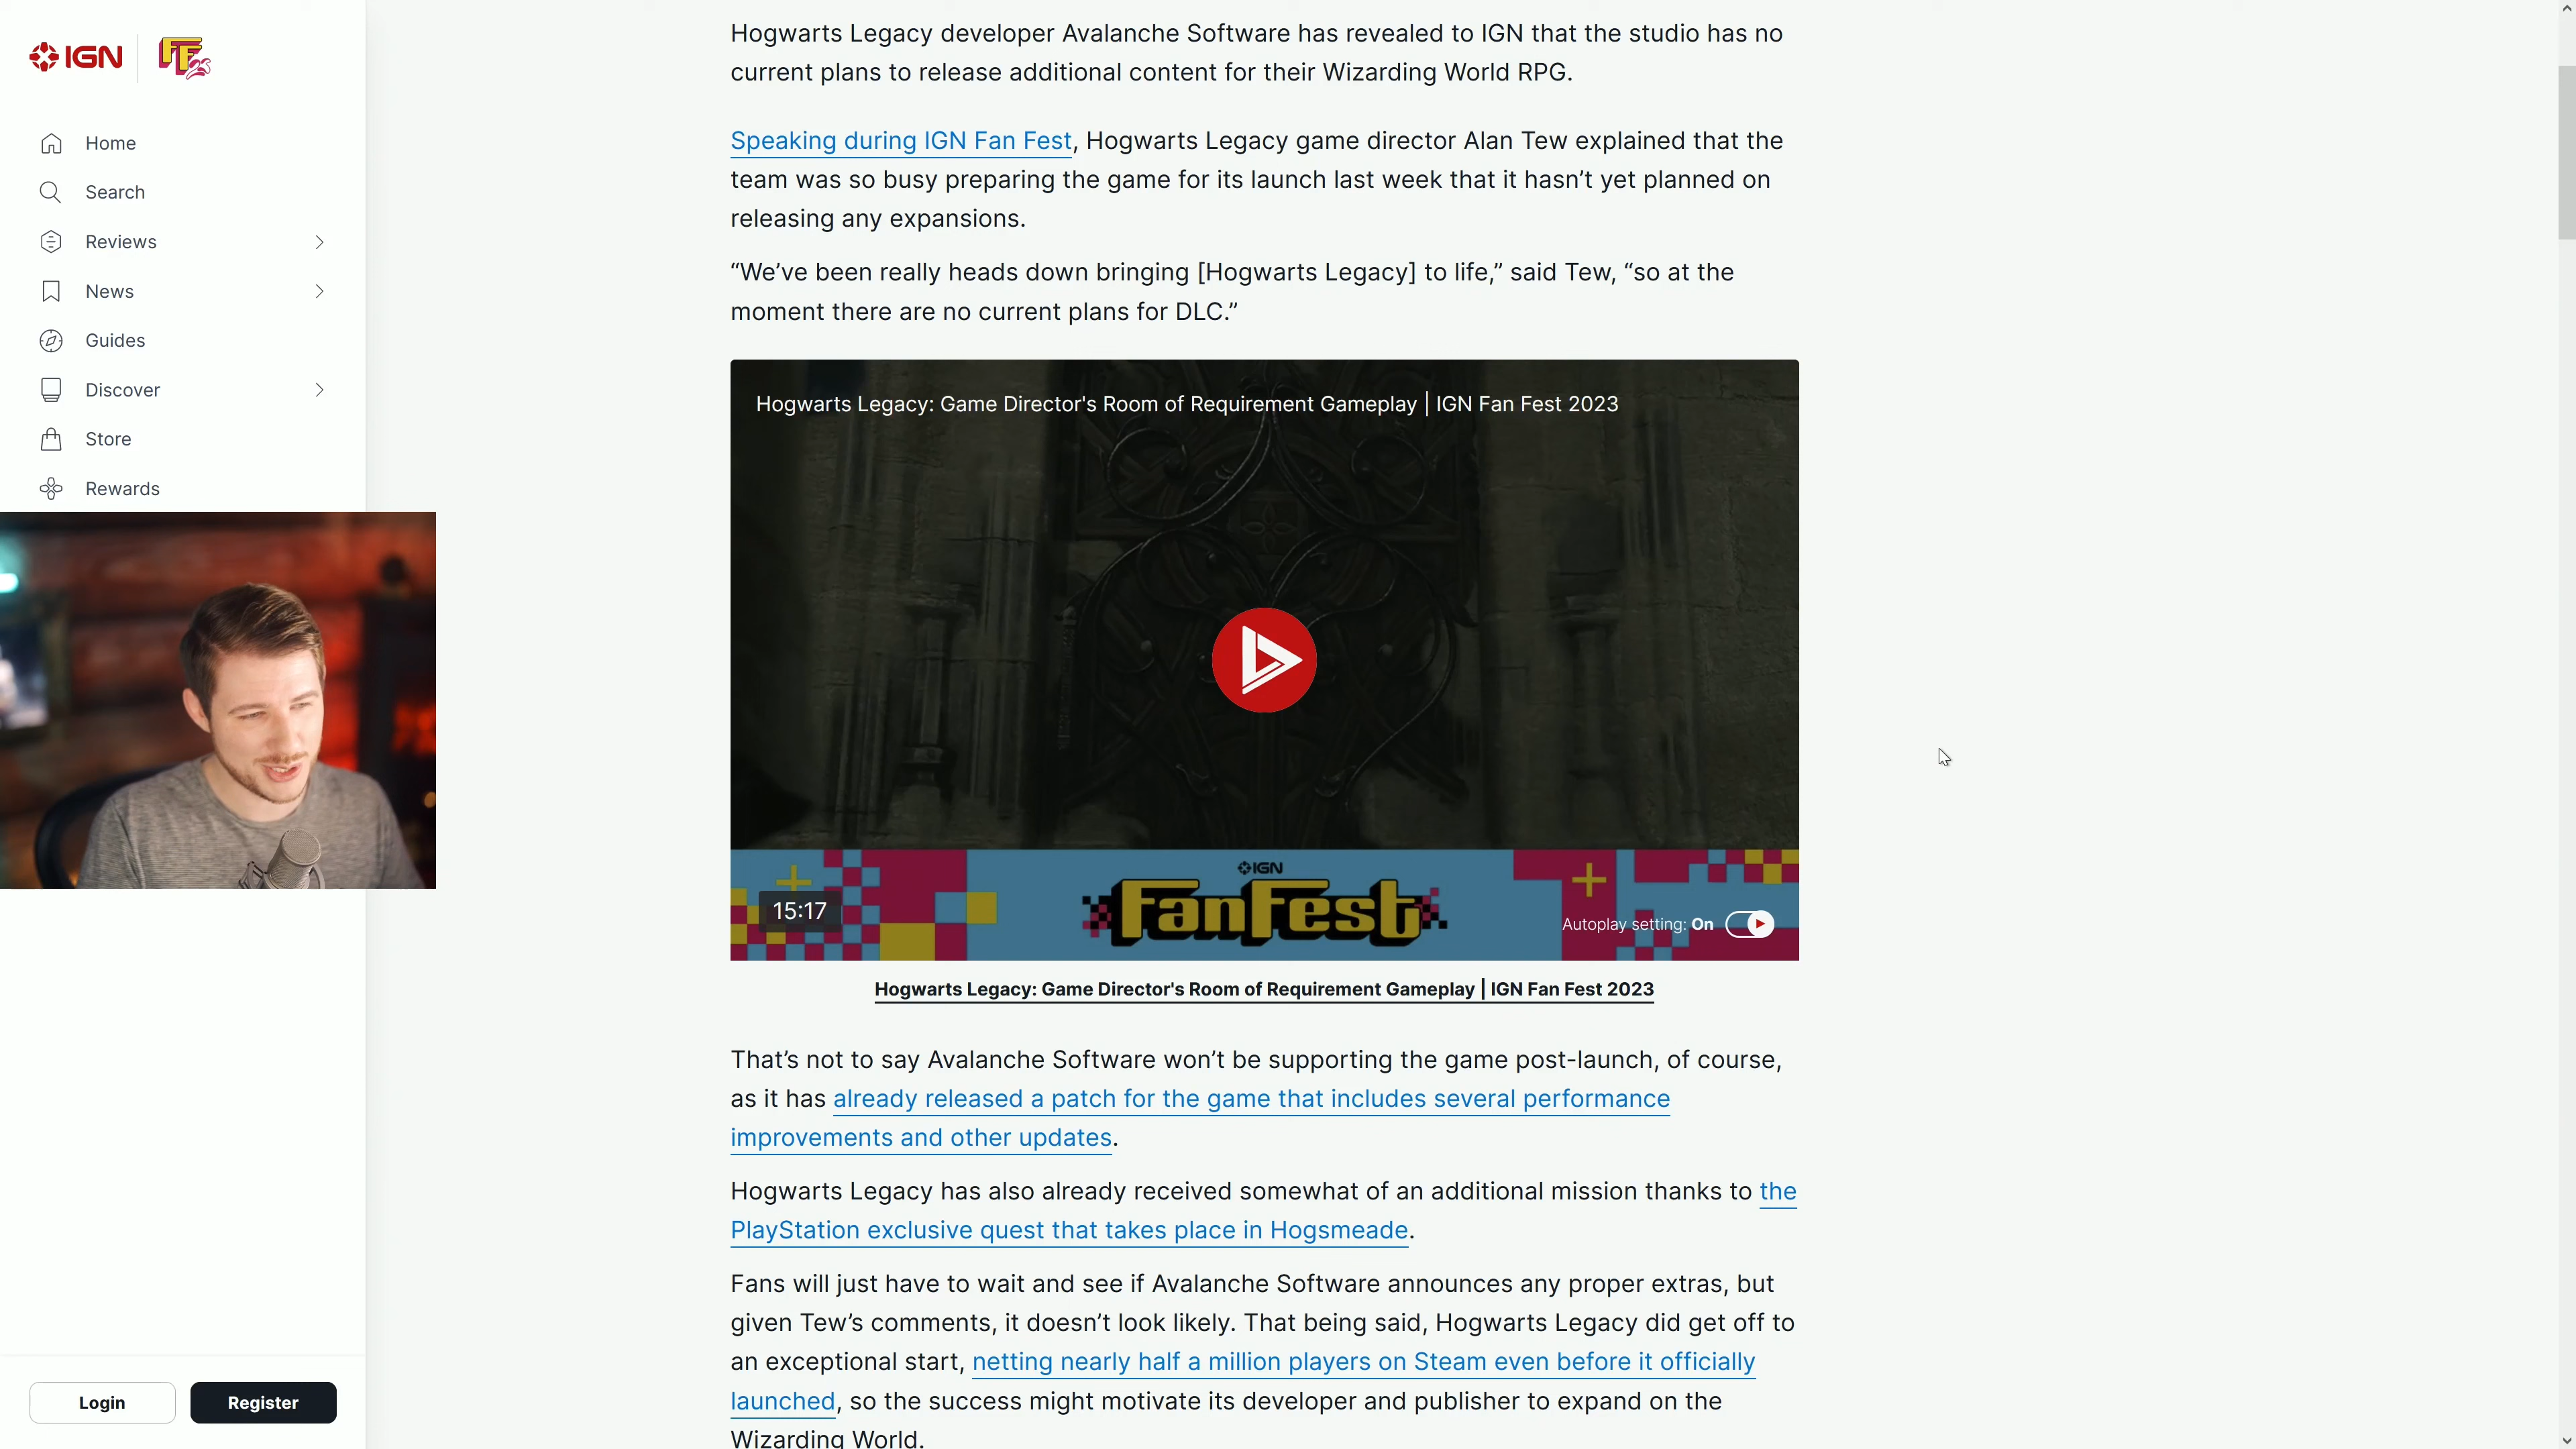 IGN
FF23
Home
Search
Reviews
News
Guides
Discover
Store
Rewards
Login
Register
Hogwarts Legacy developer Avalanche Software has revealed to IGN that the studio has no
current plans to release additional content for their Wizarding World RPG.
Speaking during IGN Fan Fest, Hogwarts Legacy game director Alan Tew explained that the
team was so busy preparing the game for its launch last week that it hasn’t yet planned on
releasing any expansions.
“We’ve been really heads down bringing [Hogwarts Legacy] to life,” said Tew, “so at the
moment there are no current plans for DLC.”
Hogwarts Legacy: Game Director's Room of Requirement Gameplay | IGN Fan Fest 2023
IGN
FanFest
15:17
Autoplay setting: On
Hogwarts Legacy: Game Director's Room of Requirement Gameplay | IGN Fan Fest 2023
That’s not to say Avalanche Software won’t be supporting the game post-launch, of course,
as it has already released a patch for the game that includes several performance
improvements and other updates.
Hogwarts Legacy has also already received somewhat of an additional mission thanks to the
PlayStation exclusive quest that takes place in Hogsmeade.
Fans will just have to wait and see if Avalanche Software announces any proper extras, but
given Tew’s comments, it doesn’t look likely. That being said, Hogwarts Legacy did get off to
an exceptional start, netting nearly half a million players on Steam even before it officially
launched, so the success might motivate its developer and publisher to expand on the
Wizarding World.